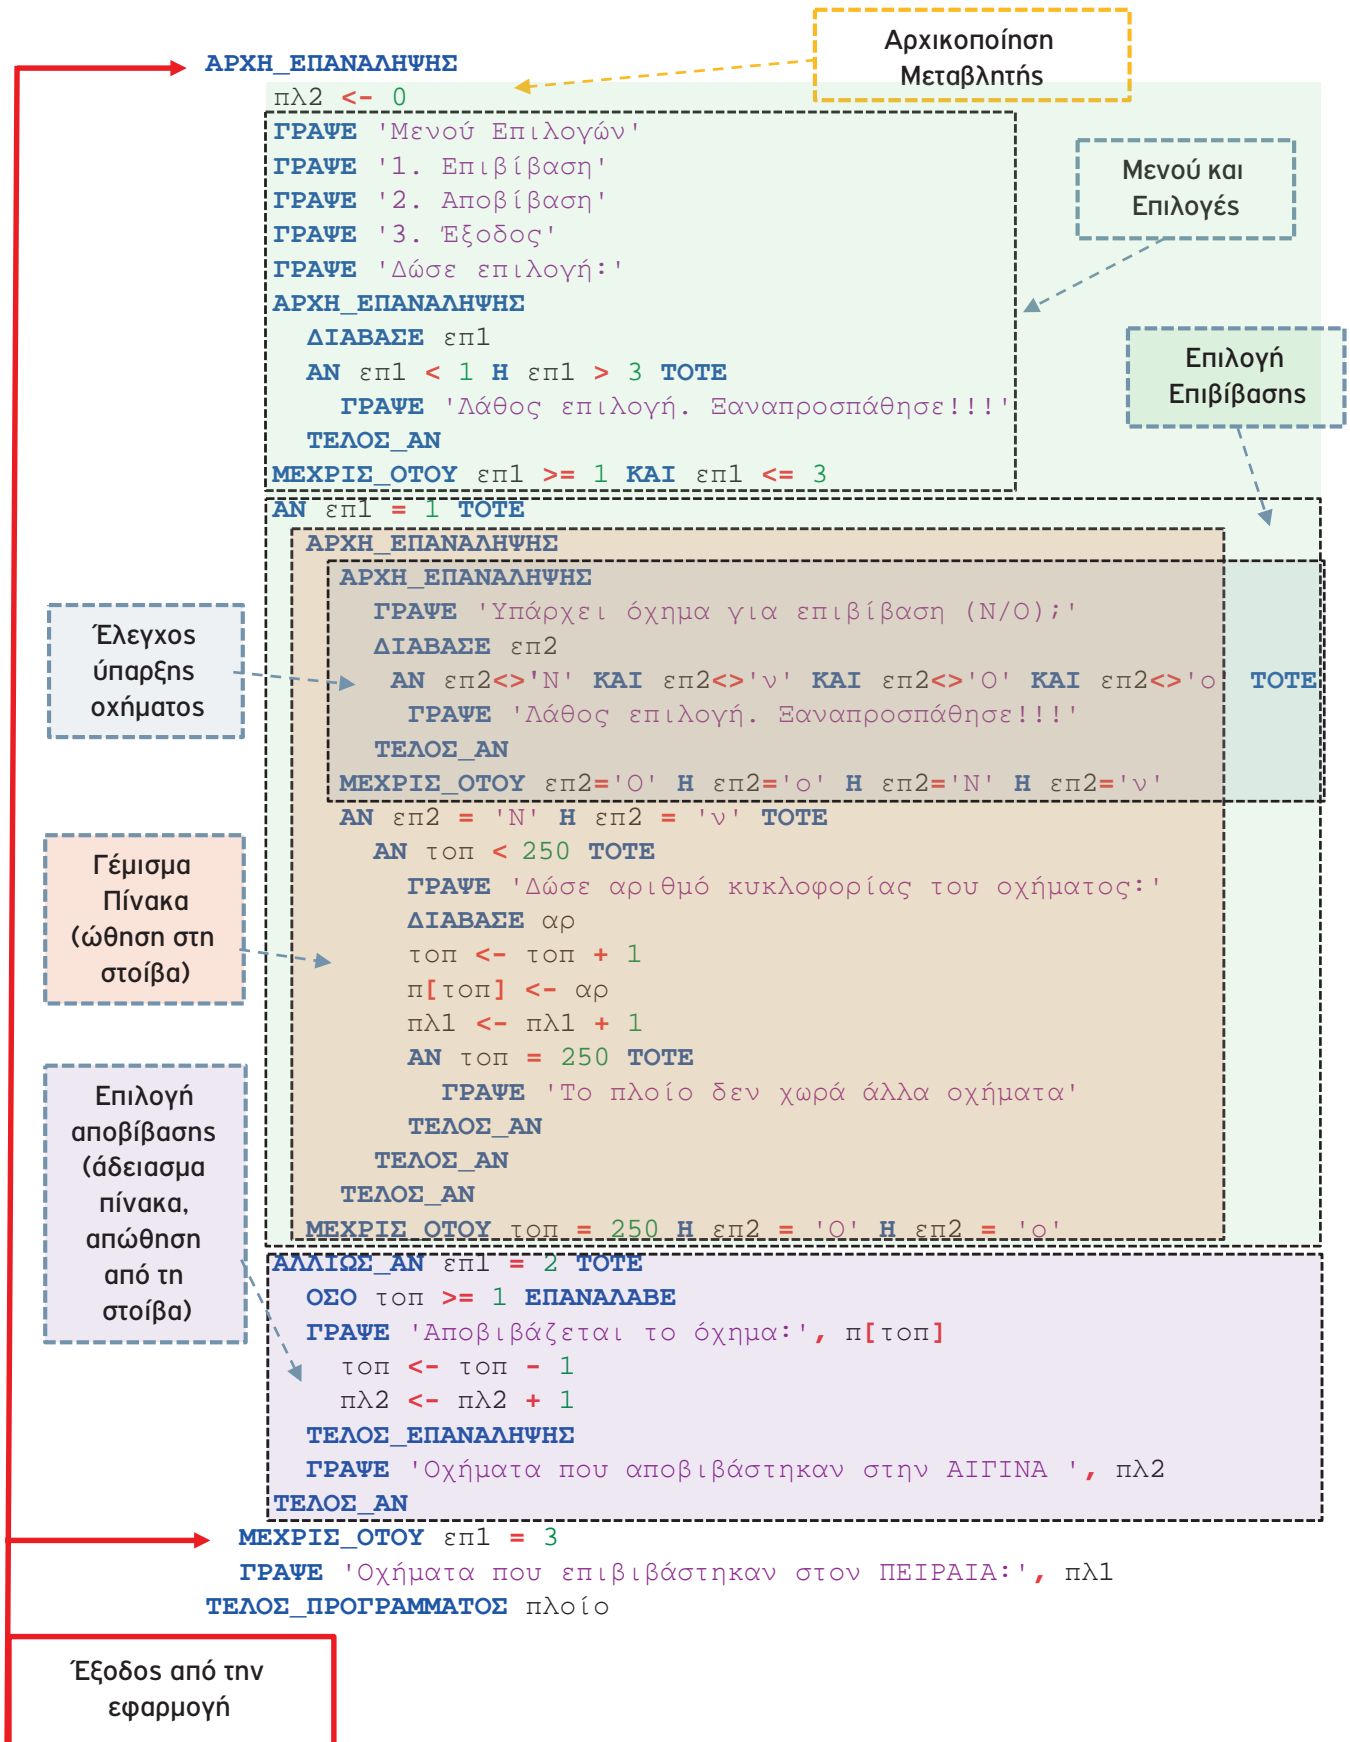 Αρχικοποίηση
Μεταβλητής
ΑΡΧΗ_ΕΠΑΝΑΛΗΨΗΣ
πλ2 <- 0
ΓΡΑΨΕ 'Μενού Επιλογών'
ΓΡΑΨΕ '1. Επιβίβαση'
ΓΡΑΨΕ '2. Αποβίβαση'
ΓΡΑΨΕ '3. Έξοδος'
ΓΡΑΨΕ 'Δώσε επιλογή:'
ΑΡΧΗ_ΕΠΑΝΑΛΗΨΗΣ
ΔΙΑΒΑΣΕ επ1
ΑΝ επ1 < 1 Η επ1 > 3 ΤΟΤΕ
ΓΡΑΨΕ 'Λάθος επιλογή. Ξαναπροσπάθησε!!!'
ΤΕΛΟΣ_ΑΝ
ΜΕΧΡΙΣ_ΟΤΟΥ επ1 >= 1 ΚΑΙ επ1 <= 3
Μενού και
Επιλογές
Επιλογή
Επιβίβασης
ΑΝ επ1 = 1 ΤΟΤΕ
ΑΡΧΗ_ΕΠΑΝΑΛΗΨΗΣ
ΑΡΧΗ_ΕΠΑΝΑΛΗΨΗΣ
ΓΡΑΨΕ 'Υπάρχει όχημα για επιβίβαση (Ν/Ο);'
ΔΙΑΒΑΣΕ επ2
ΑΝ επ2<>'Ν' ΚΑΙ επ2<>'ν' ΚΑΙ επ2<>'Ο' ΚΑΙ επ2<>'ο ΤΟΤΕ
ΓΡΑΨΕ 'Λάθος επιλογή. Ξαναπροσπάθησε!!!'
ΤΕΛΟΣ_ΑΝ
ΜΕΧΡΙΣ_ΟΤΟΥ επ2='Ο' Η επ2='ο' Η επ2='Ν' Η επ2='ν'
Έλεγχος
ύπαρξης
οχήματος
ΑΝ επ2 = 'Ν' Η επ2 = 'ν' ΤΟΤΕ
ΑΝ τοπ < 250 ΤΟΤΕ
ΓΡΑΨΕ 'Δώσε αριθμό κυκλοφορίας του οχήματος:'
ΔΙΑΒΑΣΕ αρ
τοπ <- τοπ + 1
π[τοπ] <- αρ
πλ1 <- πλ1 + 1
ΑΝ τοπ = 250 ΤΟΤΕ
ΓΡΑΨΕ 'Το πλοίο δεν χωρά άλλα οχήματα'
ΤΕΛΟΣ_ΑΝ
ΤΕΛΟΣ_ΑΝ
ΤΕΛΟΣ_ΑΝ
ΜΕΧΡΙΣ_ΟΤΟΥ τοπ = 250 Η επ2 = 'Ο' Η επ2 = 'ο'
Γέμισμα
Πίνακα
(ώθηση στη
στοίβα)
Επιλογή
αποβίβασης
(άδειασμα
πίνακα,
απώθηση
από τη
στοίβα)
ΑΛΛΙΩΣ_ΑΝ επ1 = 2 ΤΟΤΕ
ΟΣΟ τοπ >= 1 ΕΠΑΝΑΛΑΒΕ
ΓΡΑΨΕ 'Αποβιβάζεται το όχημα:', π[τοπ]
τοπ <- τοπ - 1
πλ2 <- πλ2 + 1
ΤΕΛΟΣ_ΕΠΑΝΑΛΗΨΗΣ
ΓΡΑΨΕ 'Οχήματα που αποβιβάστηκαν στην ΑΙΓΙΝΑ ', πλ2
ΤΕΛΟΣ_ΑΝ
ΜΕΧΡΙΣ_ΟΤΟΥ επ1 = 3
ΓΡΑΨΕ 'Οχήματα που επιβιβάστηκαν στον ΠΕΙΡΑΙΑ:', πλ1
ΤΕΛΟΣ_ΠΡΟΓΡΑΜΜΑΤΟΣ πλοίο
Έξοδος από την
εφαρμογή